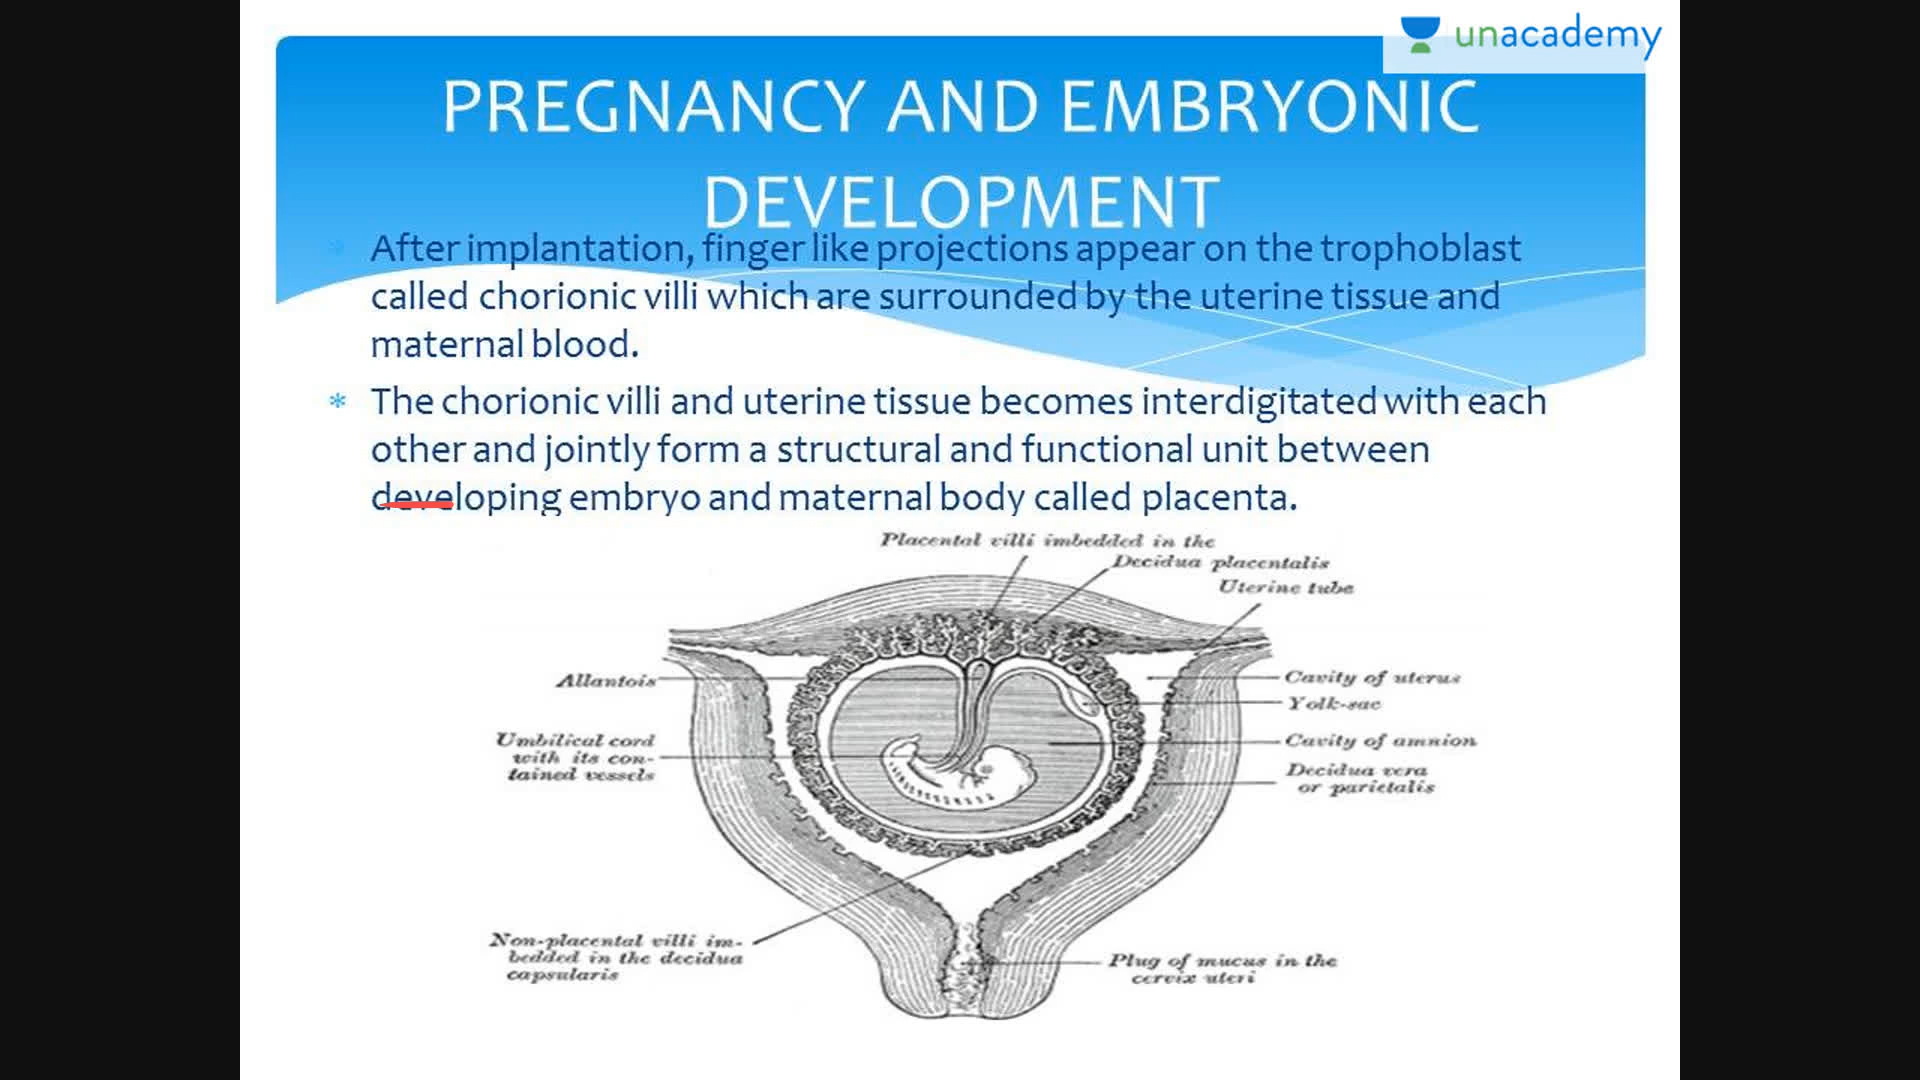 unacademy
PREGNANCY AND EMBRYONIC
DEVELOPMENT
* After implantation, finger like projections appear on the trophoblast
called chorionic villi which are surrounded by the uterine tissue and
maternal blood.
* The chorionic villi and uterine tissue becomes interdigitated with each
other and jointly form a structural and functional unit between
developing embryo and maternal body called placenta.
Placental villi imbedded in the
Decidua placentalis
Uterine tube
Allantois
Cavity of uterus
Yolk-sac
Umbilical cord
with its con-
tained vessels
Cavity of amnion
Decidua vera
or parietalis
Non-placental villi im-
bedded in the decidua
capsularis
Plug of mucus in the
cervix uteri